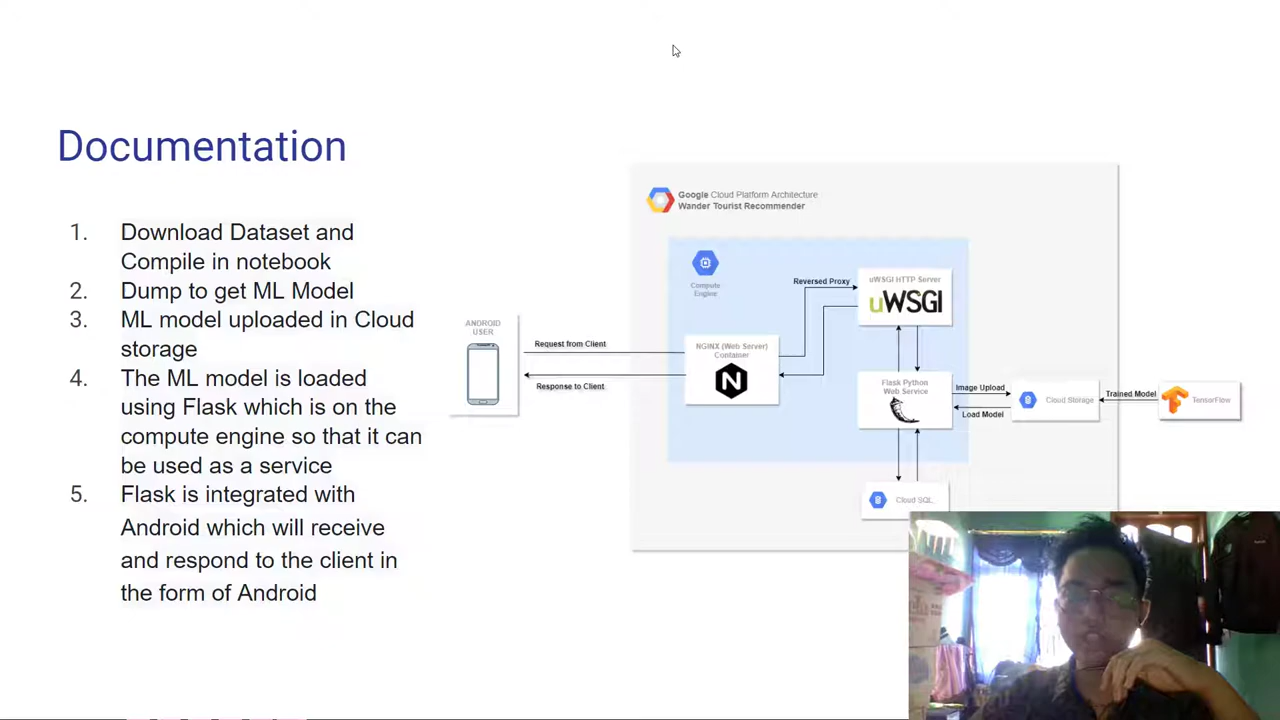 Documentation
1. Download Dataset and
Compile in notebook
2. Dump to get ML Model
3. ML model uploaded in Cloud
storage
4. The ML model is loaded
using Flask which is on the
compute engine so that it can
be used as a service
5. Flask is integrated with
Android which will receive
and respond to the client in
the form of Android
Google Cloud Platform Architecture
Wander Tourist Recommender
Compute
Engine
Reversed Proxy
uWSGI HTTP Server
uWSGI
ANDROID
USER
Request from Client
Response to Client
NGINX (Web Server)
Container
N
Flask Python
Web Service
Image Upload
Load Model
Cloud Storage
Trained Model
TensorFlow
Cloud SQL